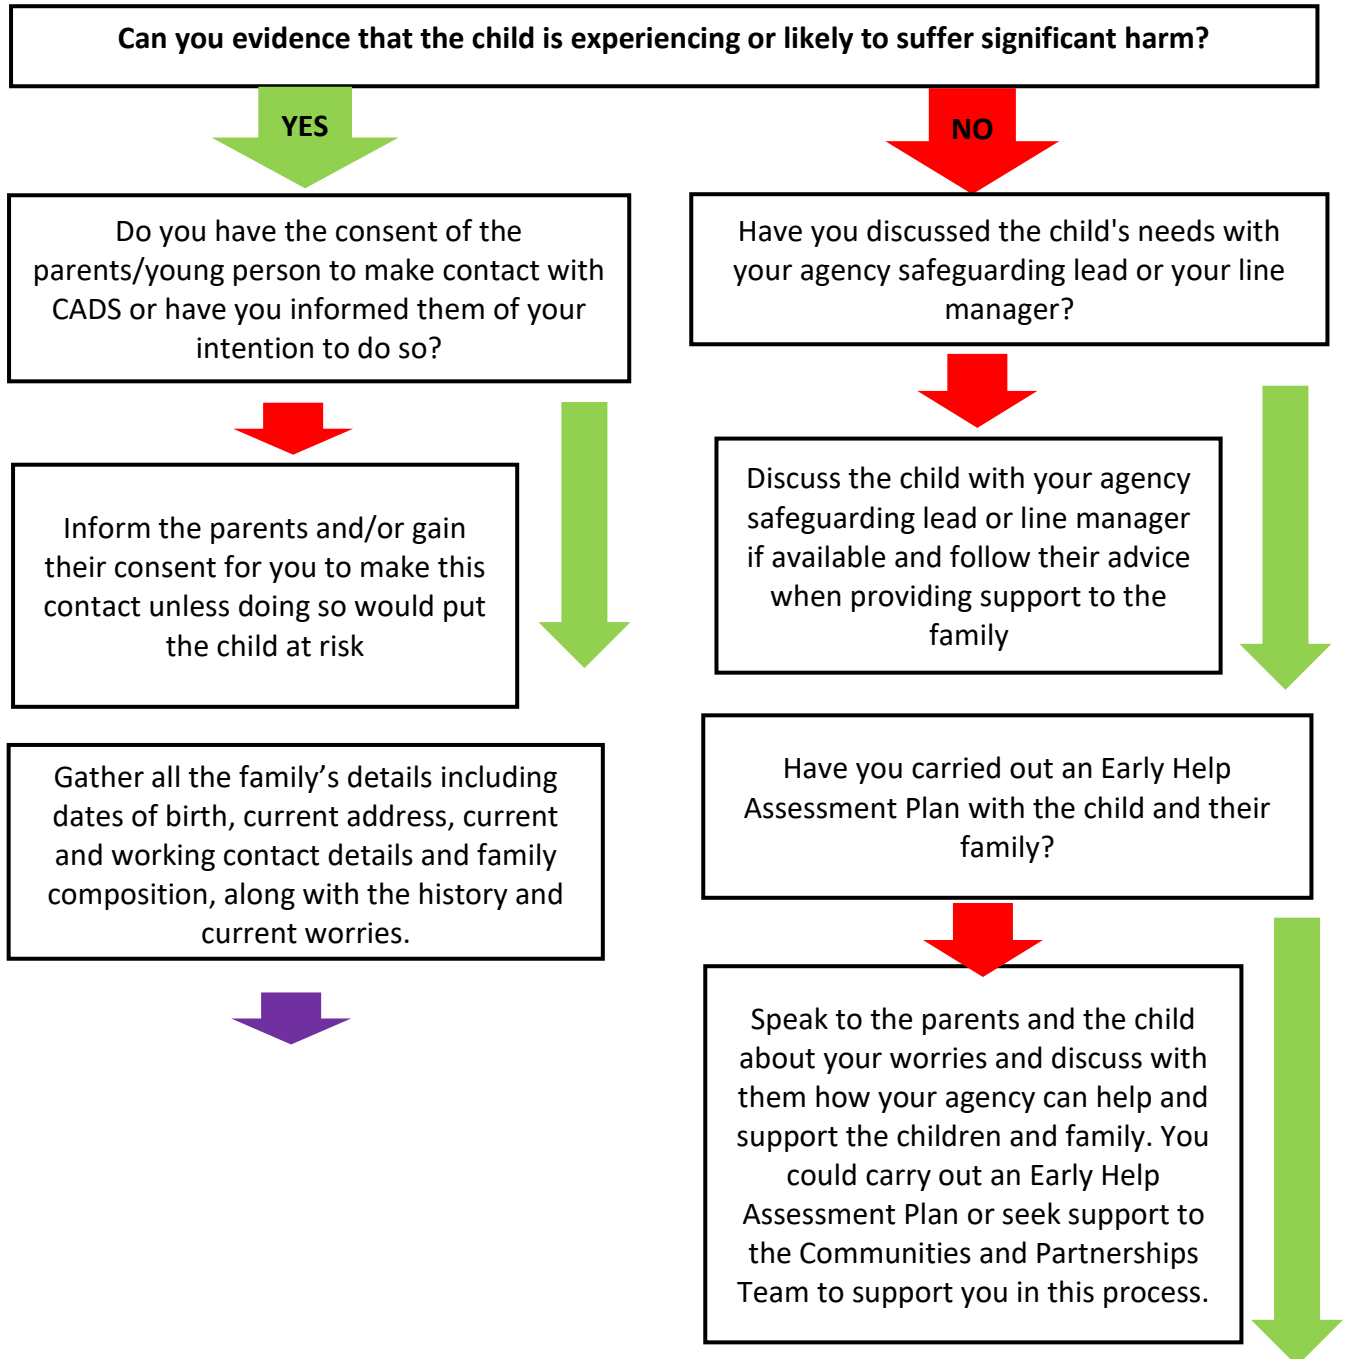 Can you evidence that the child is experiencing or likely to suffer significant harm?
YES
NO
Do you have the consent of the
parents/young person to make contact with
CADS or have you informed them of your
intention to do so?
Have you discussed the child's needs with
your agency safeguarding lead or your line
manager?
Inform the parents and/or gain
their consent for you to make this
contact unless doing so would put
the child at risk
Discuss the child with your agency
safeguarding lead or line manager
if available and follow their advice
when providing support to the
family
Gather all the family’s details including
dates of birth, current address, current
and working contact details and family
composition, along with the history and
current worries.
Have you carried out an Early Help
Assessment Plan with the child and their
family?
Speak to the parents and the child
about your worries and discuss with
them how your agency can help and
support the children and family. You
could carry out an Early Help
Assessment Plan or seek support to
the Communities and Partnerships
Team to support you in this process.